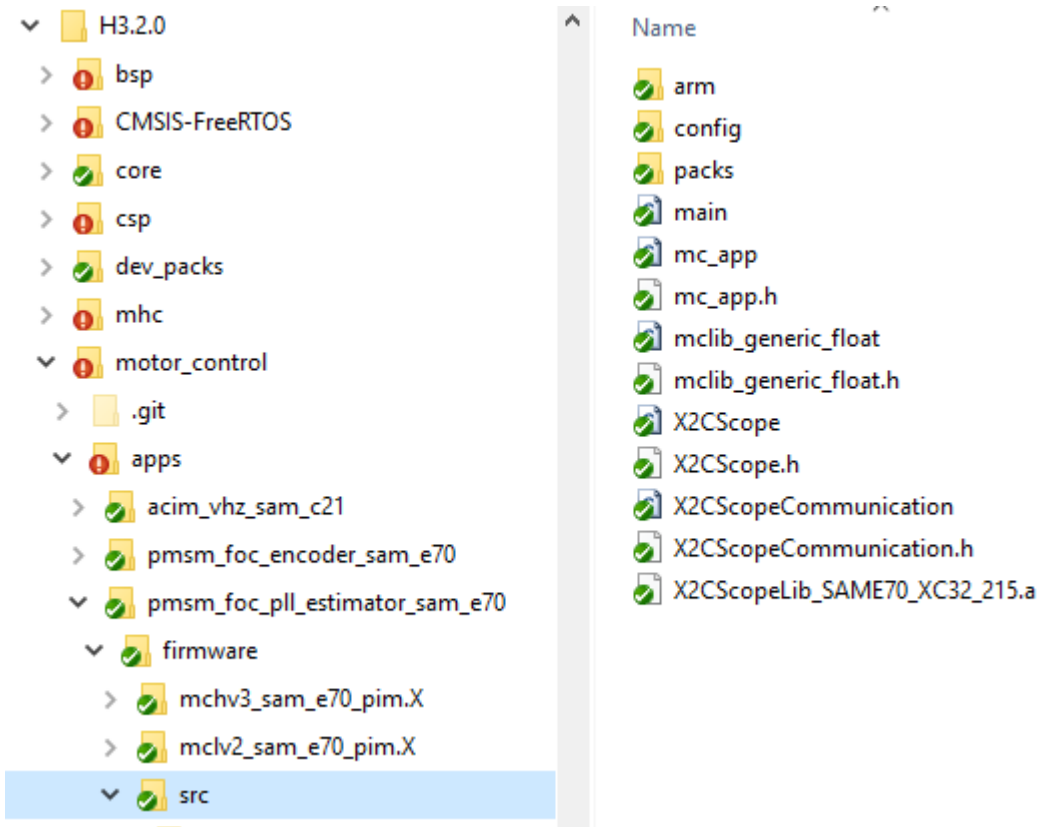 H3.2.0
bsp
CMSIS-FreeRTOS
core
csp
dev_packs
mhc
motor_control
.git
apps
acim_vhz_sam_c21
pmsm_foc_encoder_sam_e70
pmsm_foc_pll_estimator_sam_e70
firmware
mchv3_sam_e70_pim.X
mclv2_sam_e70_pim.X
src
Name
arm
config
packs
main
mc_app
mc_app.h
mclib_generic_float
mclib_generic_float.h
X2CScope
X2CScope.h
X2CScopeCommunication
X2CScopeCommunication.h
X2CScopeLib_SAME70_XC32_215.a